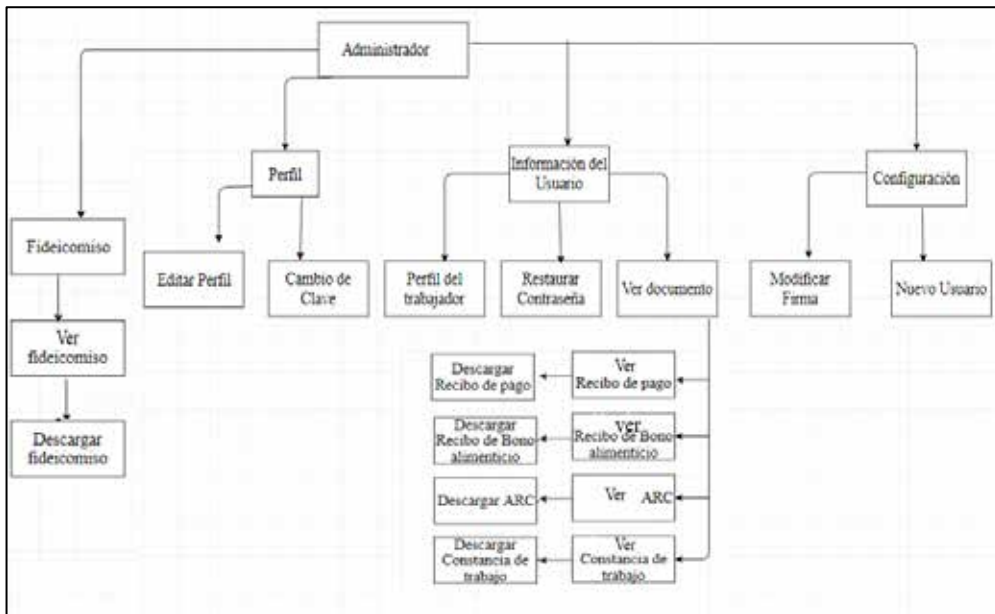 Administrador
Perfil
Información del
Usuario
Configuración
Fideicomiso
Editar Perfil
Cambio de
Clave
Perfil del
trabajador
Restaurar
Contraseña
Ver documento
Modificar
Firma
Nuevo Usuario
Ver
fideicomiso
Descargar
fideicomiso
Descargar
Recibo de pago
Ver
Recibo de pago
Descargar
Recibo de Bono
alimenticio
ver
Recibo de Bono
alimenticio
Descargar ARC
Ver ARC
Descargar
Constancia de
trabajo
Ver
Constancia de
trabajo